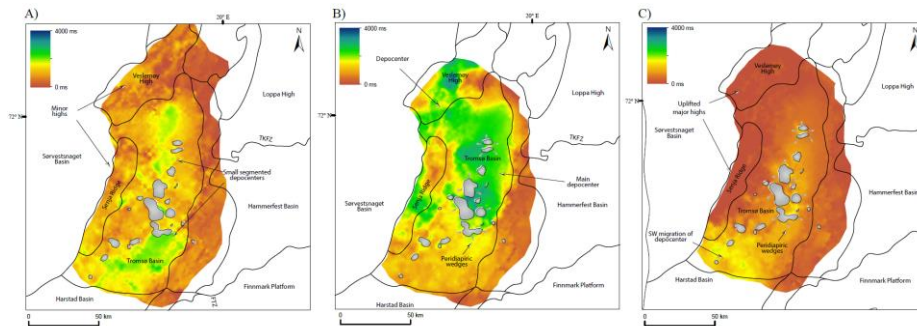 A)
20° E
N
4000 ms
0 ms
Veslemøy
High
Minor
highs
Loppa High
72° N
TKFZ
Sørvestsnaget
Basin
Small segmented
depocenters
Senja Ridge
Hammerfest Basin
Tromsø Basin
Harstad Basin
Finnmark Platform
TFZ
0
50 km
B)
20° E
N
4000 ms
0 ms
Depocenter
Veslemøy
High
Loppa High
72° N
TKFZ
Tromsø Basin
Main
depocenter
Senja Ridge
Sørvestsnaget
Basin
Hammerfest Basin
Peridiapiric
wedges
Harstad Basin
Finnmark Platform
0
50 km
C)
N
4000 ms
0 ms
Veslemøy
High
Uplifted
major highs
Loppa High
72° N
TKFZ
Sørvestsnaget
Basin
Senja Ridge
Hammerfest Basin
Tromsø Basin
SW migration of
depocenter
Peridiapiric
wedges
Harstad Basin
Finnmark Platform
0
50 km